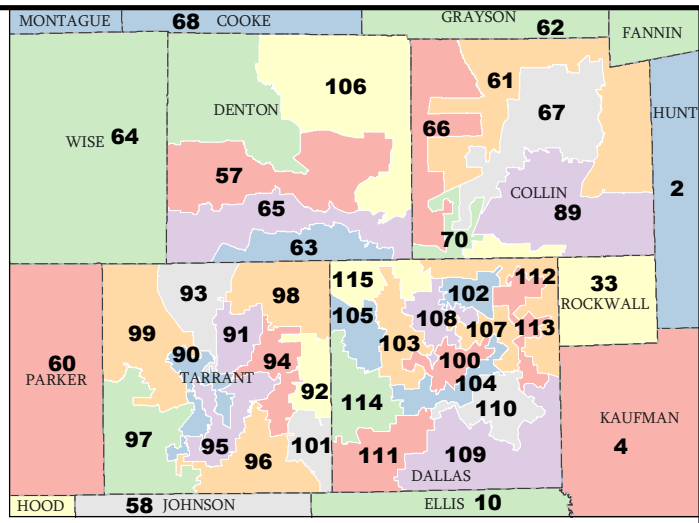 MONTAGUE 68 COOKE GRAYSON 62 FANNIN
WISE 64 DENTON 106 66 61 67 HUNT 2
57 COLLIN 89
65 63 70
60 PARKER 93 98 115 102 112 33 ROCKWALL
99 91 105 108 107 113
90 TARRANT 94 103 100
92 104
97 114 110 KAUFMAN 4
95 96 101 111 109 DALLAS
HOOD 58 JOHNSON ELLIS 10